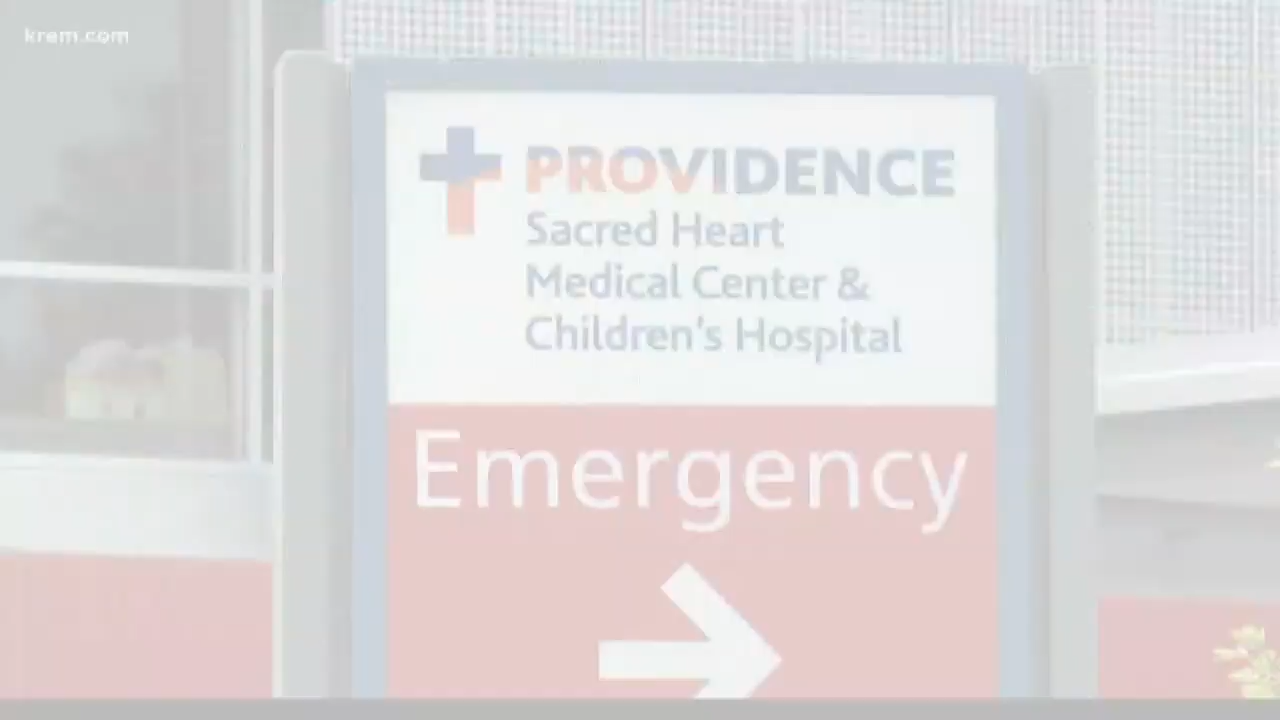 krem.com
PROVIDENCE
Sacred Heart
Medical Center &
Children's Hospital
Emergency